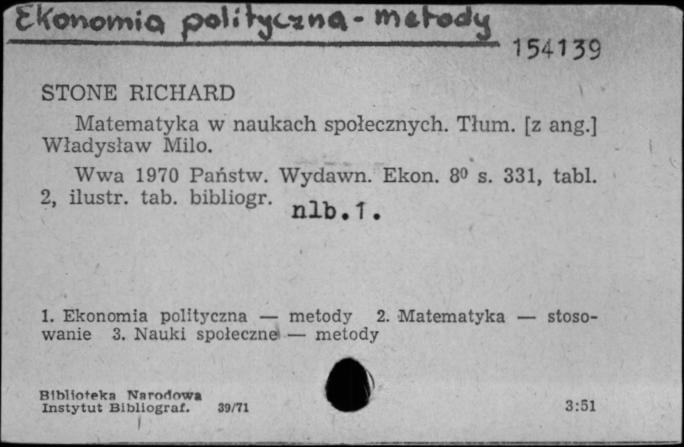 Ekonomia polityczna - metody
154139
STONE RICHARD
Matematyka w naukach społecznych. Tłum. [z ang.]
Władysław Milo.
Wwa 1970 Państw. Wydawn. Ekon. 8⁰ s. 331, tabl.
2, ilustr. tab. bibliogr. nlb.1.
1. Ekonomia polityczna — metody 2. Matematyka — stoso-
wanie 3. Nauki społeczne — metody
Biblioteka Narodowa
Instytut Bibliograf. 39/71 3:51